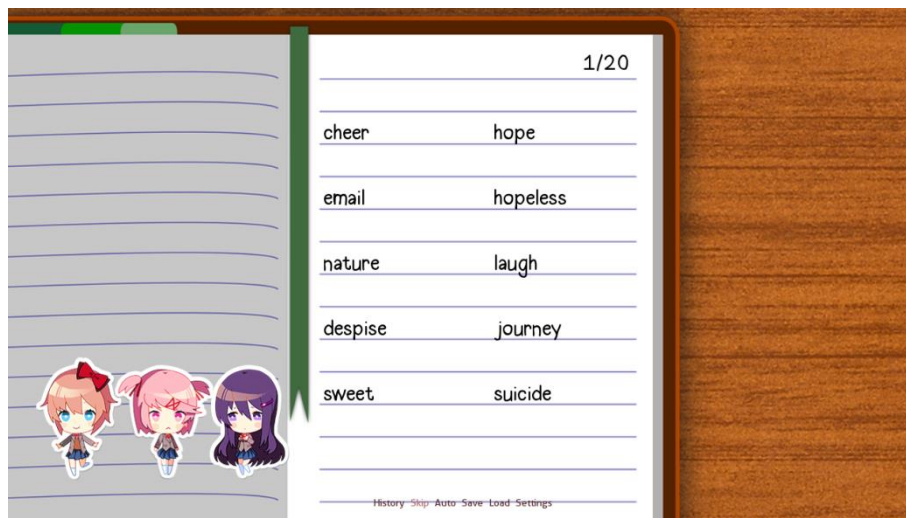 1/20
cheer hope
email hopeless
nature laugh
despise journey
sweet suicide
History Skip Auto Save Load Settings